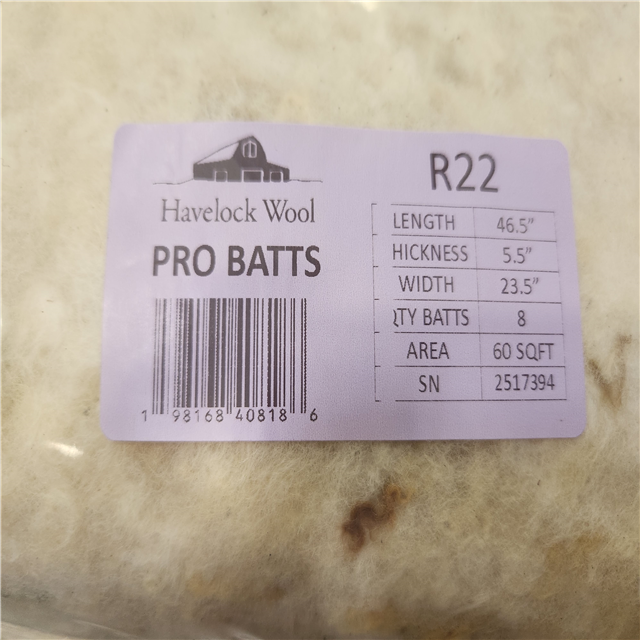 Havelock Wool
PRO BATTS
1 98168 40818 6
R22
LENGTH 46.5"
HICKNESS 5.5"
WIDTH 23.5"
QTY BATTS 8
AREA 60 SQFT
SN 2517394